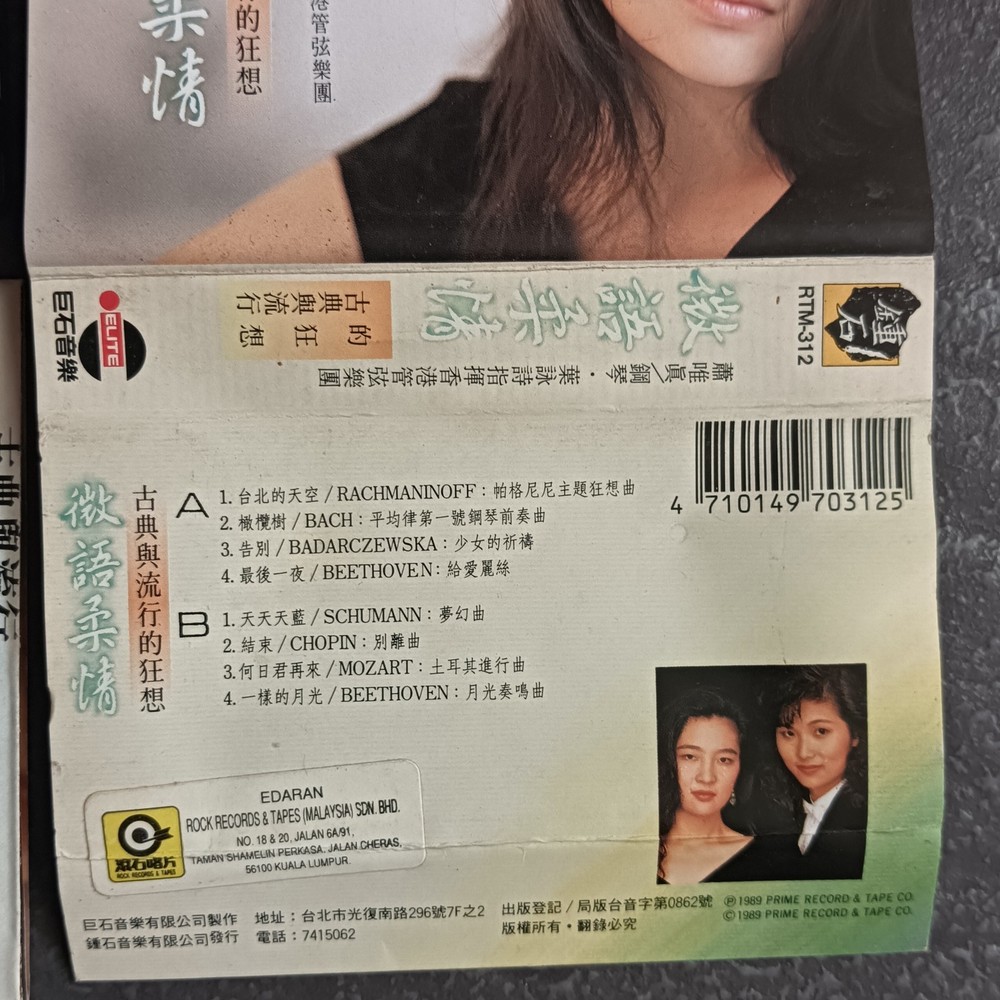 柔情
的狂想
港管弦樂團
巨石音樂
ELITE
古典與流行
的狂想
微語柔情
蕭唯眞/鋼琴・葉詠詩指揮香港管弦樂團
RTM-312
鍾石
微語柔情
古典與流行的狂想
A
1. 台北的天空 / RACHMANINOFF：帕格尼尼主題狂想曲
2. 橄欖樹 / BACH：平均律第一號鋼琴前奏曲
3. 告別 / BADARCZEWSKA：少女的祈禱
4. 最後一夜 / BEETHOVEN：給愛麗絲
B
1. 天天天藍 / SCHUMANN：夢幻曲
2. 結束 / CHOPIN：別離曲
3. 何日君再來 / MOZART：土耳其進行曲
4. 一樣的月光 / BEETHOVEN：月光奏鳴曲
4 710149 703125
EDARAN
ROCK RECORDS & TAPES (MALAYSIA) SDN. BHD.
NO. 18 & 20, JALAN 6A/91,
TAMAN SHAMELIN PERKASA, JALAN CHERAS,
56100 KUALA LUMPUR.
滾石唱片
ROCK RECORDS & TAPES
巨石音樂有限公司製作 地址：台北市光復南路296號7F之2 出版登記 / 局版台音字第0862號 Ⓟ1989 PRIME RECORD & TAPE CO.
鍾石音樂有限公司發行 電話：7415062 版權所有・翻錄必究 ©1989 PRIME RECORD & TAPE CO.